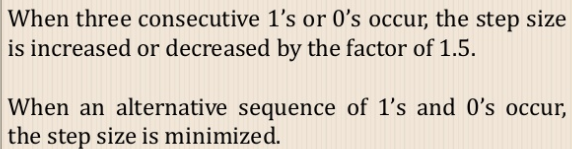 When three consecutive 1’s or 0’s occur, the step size
is increased or decreased by the factor of 1.5.
When an alternative sequence of 1’s and 0’s occur,
the step size is minimized.